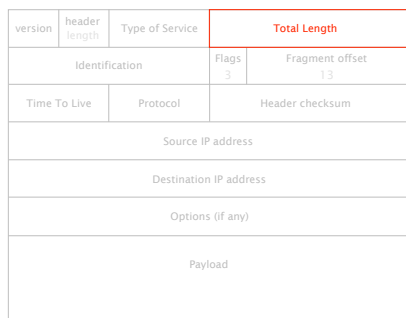 version header length Type of Service Total Length
Identification Flags 3 Fragment offset 13
Time To Live Protocol Header checksum
Source IP address
Destination IP address
Options (if any)
Payload